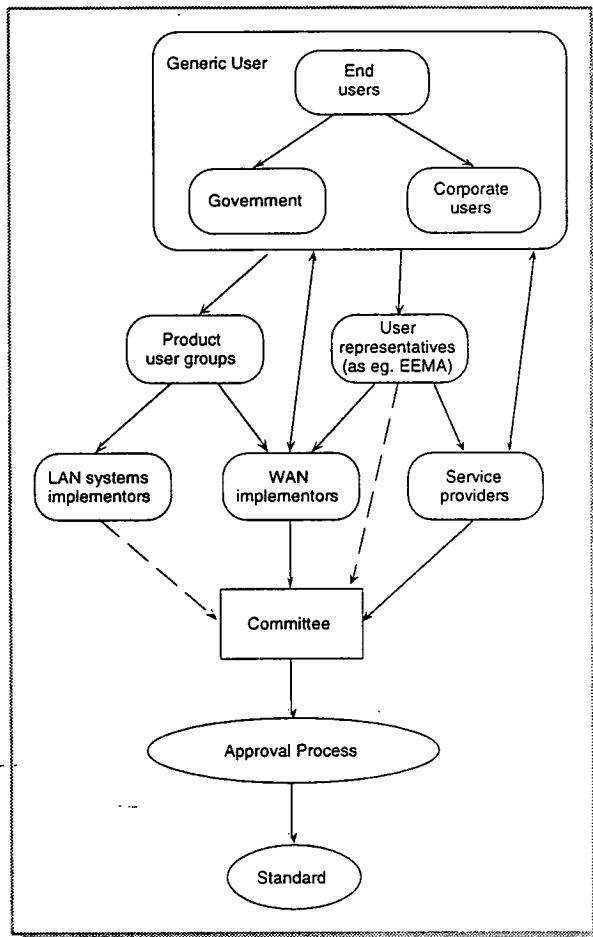 Generic User
End
users
Government
Corporate
users
Product
user groups
User
representatives
(as eg. EEMA)
LAN systems
implementors
WAN
implementors
Service
providers
Committee
Approval Process
Standard